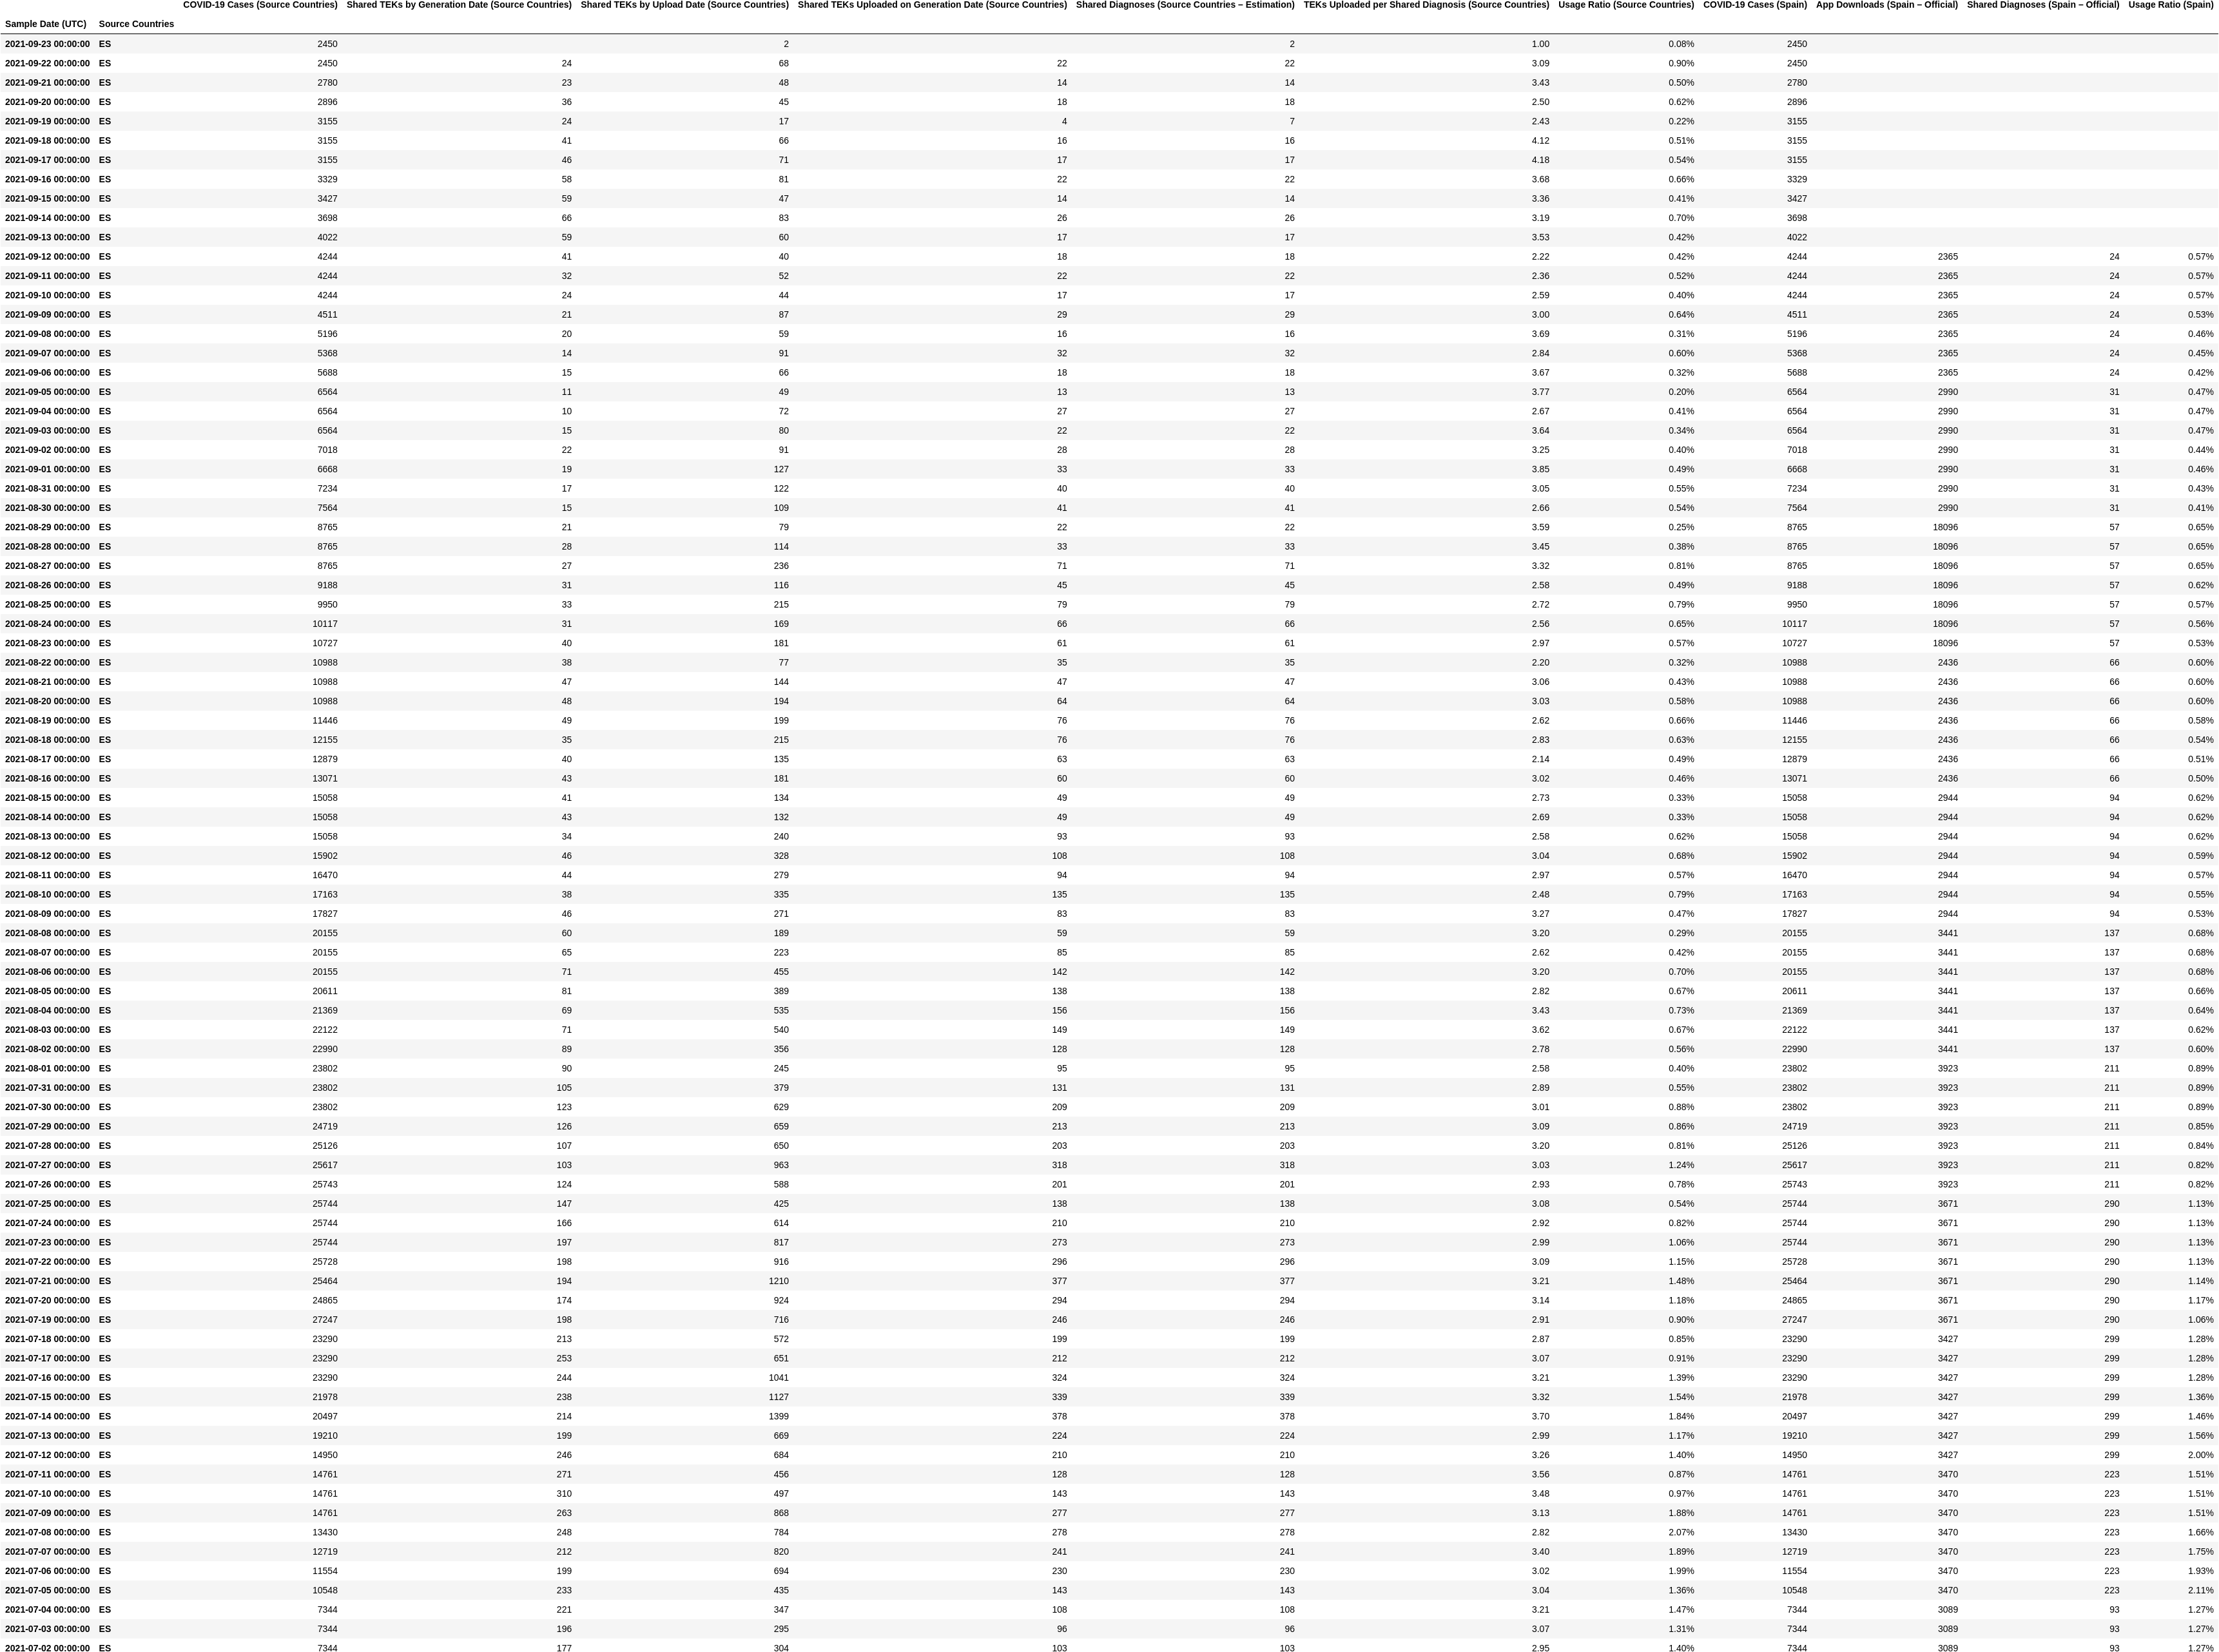 COVID-19 Cases (Source Countries) Shared TEKs by Generation Date (Source Countries) Shared TEKs by Upload Date (Source Countries) Shared TEKs Uploaded on Generation Date (Source Countries) Shared Diagnoses (Source Countries – Estimation) TEKs Uploaded per Shared Diagnosis (Source Countries) Usage Ratio (Source Countries) COVID-19 Cases (Spain) App Downloads (Spain – Official) Shared Diagnoses (Spain – Official) Usage Ratio (Spain)
Sample Date (UTC) Source Countries
2021-09-23 00:00:00 ES 2450 2 2 1.00 0.08% 2450
2021-09-22 00:00:00 ES 2450 24 68 22 22 3.09 0.90% 2450
2021-09-21 00:00:00 ES 2780 23 48 14 14 3.43 0.50% 2780
2021-09-20 00:00:00 ES 2896 36 45 18 18 2.50 0.62% 2896
2021-09-19 00:00:00 ES 3155 24 17 4 7 2.43 0.22% 3155
2021-09-18 00:00:00 ES 3155 41 66 16 16 4.12 0.51% 3155
2021-09-17 00:00:00 ES 3155 46 71 17 17 4.18 0.54% 3155
2021-09-16 00:00:00 ES 3329 58 81 22 22 3.68 0.66% 3329
2021-09-15 00:00:00 ES 3427 59 47 14 14 3.36 0.41% 3427
2021-09-14 00:00:00 ES 3698 66 83 26 26 3.19 0.70% 3698
2021-09-13 00:00:00 ES 4022 59 60 17 17 3.53 0.42% 4022
2021-09-12 00:00:00 ES 4244 41 40 18 18 2.22 0.42% 4244 2365 24 0.57%
2021-09-11 00:00:00 ES 4244 32 52 22 22 2.36 0.52% 4244 2365 24 0.57%
2021-09-10 00:00:00 ES 4244 24 44 17 17 2.59 0.40% 4244 2365 24 0.57%
2021-09-09 00:00:00 ES 4511 21 87 29 29 3.00 0.64% 4511 2365 24 0.53%
2021-09-08 00:00:00 ES 5196 20 59 16 16 3.69 0.31% 5196 2365 24 0.46%
2021-09-07 00:00:00 ES 5368 14 91 32 32 2.84 0.60% 5368 2365 24 0.45%
2021-09-06 00:00:00 ES 5688 15 66 18 18 3.67 0.32% 5688 2365 24 0.42%
2021-09-05 00:00:00 ES 6564 11 49 13 13 3.77 0.20% 6564 2990 31 0.47%
2021-09-04 00:00:00 ES 6564 10 72 27 27 2.67 0.41% 6564 2990 31 0.47%
2021-09-03 00:00:00 ES 6564 15 80 22 22 3.64 0.34% 6564 2990 31 0.47%
2021-09-02 00:00:00 ES 7018 22 91 28 28 3.25 0.40% 7018 2990 31 0.44%
2021-09-01 00:00:00 ES 6668 19 127 33 33 3.85 0.49% 6668 2990 31 0.46%
2021-08-31 00:00:00 ES 7234 17 122 40 40 3.05 0.55% 7234 2990 31 0.43%
2021-08-30 00:00:00 ES 7564 15 109 41 41 2.66 0.54% 7564 2990 31 0.41%
2021-08-29 00:00:00 ES 8765 21 79 22 22 3.59 0.25% 8765 18096 57 0.65%
2021-08-28 00:00:00 ES 8765 28 114 33 33 3.45 0.38% 8765 18096 57 0.65%
2021-08-27 00:00:00 ES 8765 27 236 71 71 3.32 0.81% 8765 18096 57 0.65%
2021-08-26 00:00:00 ES 9188 31 116 45 45 2.58 0.49% 9188 18096 57 0.62%
2021-08-25 00:00:00 ES 9950 33 215 79 79 2.72 0.79% 9950 18096 57 0.57%
2021-08-24 00:00:00 ES 10117 31 169 66 66 2.56 0.65% 10117 18096 57 0.56%
2021-08-23 00:00:00 ES 10727 40 181 61 61 2.97 0.57% 10727 18096 57 0.53%
2021-08-22 00:00:00 ES 10988 38 77 35 35 2.20 0.32% 10988 2436 66 0.60%
2021-08-21 00:00:00 ES 10988 47 144 47 47 3.06 0.43% 10988 2436 66 0.60%
2021-08-20 00:00:00 ES 10988 48 194 64 64 3.03 0.58% 10988 2436 66 0.60%
2021-08-19 00:00:00 ES 11446 49 199 76 76 2.62 0.66% 11446 2436 66 0.58%
2021-08-18 00:00:00 ES 12155 35 215 76 76 2.83 0.63% 12155 2436 66 0.54%
2021-08-17 00:00:00 ES 12879 40 135 63 63 2.14 0.49% 12879 2436 66 0.51%
2021-08-16 00:00:00 ES 13071 43 181 60 60 3.02 0.46% 13071 2436 66 0.50%
2021-08-15 00:00:00 ES 15058 41 134 49 49 2.73 0.33% 15058 2944 94 0.62%
2021-08-14 00:00:00 ES 15058 43 132 49 49 2.69 0.33% 15058 2944 94 0.62%
2021-08-13 00:00:00 ES 15058 34 240 93 93 2.58 0.62% 15058 2944 94 0.62%
2021-08-12 00:00:00 ES 15902 46 328 108 108 3.04 0.68% 15902 2944 94 0.59%
2021-08-11 00:00:00 ES 16470 44 279 94 94 2.97 0.57% 16470 2944 94 0.57%
2021-08-10 00:00:00 ES 17163 38 335 135 135 2.48 0.79% 17163 2944 94 0.55%
2021-08-09 00:00:00 ES 17827 46 271 83 83 3.27 0.47% 17827 2944 94 0.53%
2021-08-08 00:00:00 ES 20155 60 189 59 59 3.20 0.29% 20155 3441 137 0.68%
2021-08-07 00:00:00 ES 20155 65 223 85 85 2.62 0.42% 20155 3441 137 0.68%
2021-08-06 00:00:00 ES 20155 71 455 142 142 3.20 0.70% 20155 3441 137 0.68%
2021-08-05 00:00:00 ES 20611 81 389 138 138 2.82 0.67% 20611 3441 137 0.66%
2021-08-04 00:00:00 ES 21369 69 535 156 156 3.43 0.73% 21369 3441 137 0.64%
2021-08-03 00:00:00 ES 22122 71 540 149 149 3.62 0.67% 22122 3441 137 0.62%
2021-08-02 00:00:00 ES 22990 89 356 128 128 2.78 0.56% 22990 3441 137 0.60%
2021-08-01 00:00:00 ES 23802 90 245 95 95 2.58 0.40% 23802 3923 211 0.89%
2021-07-31 00:00:00 ES 23802 105 379 131 131 2.89 0.55% 23802 3923 211 0.89%
2021-07-30 00:00:00 ES 23802 123 629 209 209 3.01 0.88% 23802 3923 211 0.89%
2021-07-29 00:00:00 ES 24719 126 659 213 213 3.09 0.86% 24719 3923 211 0.85%
2021-07-28 00:00:00 ES 25126 107 650 203 203 3.20 0.81% 25126 3923 211 0.84%
2021-07-27 00:00:00 ES 25617 103 963 318 318 3.03 1.24% 25617 3923 211 0.82%
2021-07-26 00:00:00 ES 25743 124 588 201 201 2.93 0.78% 25743 3923 211 0.82%
2021-07-25 00:00:00 ES 25744 147 425 138 138 3.08 0.54% 25744 3671 290 1.13%
2021-07-24 00:00:00 ES 25744 166 614 210 210 2.92 0.82% 25744 3671 290 1.13%
2021-07-23 00:00:00 ES 25744 197 817 273 273 2.99 1.06% 25744 3671 290 1.13%
2021-07-22 00:00:00 ES 25728 198 916 296 296 3.09 1.15% 25728 3671 290 1.13%
2021-07-21 00:00:00 ES 25464 194 1210 377 377 3.21 1.48% 25464 3671 290 1.14%
2021-07-20 00:00:00 ES 24865 174 924 294 294 3.14 1.18% 24865 3671 290 1.17%
2021-07-19 00:00:00 ES 27247 198 716 246 246 2.91 0.90% 27247 3671 290 1.06%
2021-07-18 00:00:00 ES 23290 213 572 199 199 2.87 0.85% 23290 3427 299 1.28%
2021-07-17 00:00:00 ES 23290 253 651 212 212 3.07 0.91% 23290 3427 299 1.28%
2021-07-16 00:00:00 ES 23290 244 1041 324 324 3.21 1.39% 23290 3427 299 1.28%
2021-07-15 00:00:00 ES 21978 238 1127 339 339 3.32 1.54% 21978 3427 299 1.36%
2021-07-14 00:00:00 ES 20497 214 1399 378 378 3.70 1.84% 20497 3427 299 1.46%
2021-07-13 00:00:00 ES 19210 199 669 224 224 2.99 1.17% 19210 3427 299 1.56%
2021-07-12 00:00:00 ES 14950 246 684 210 210 3.26 1.40% 14950 3427 299 2.00%
2021-07-11 00:00:00 ES 14761 271 456 128 128 3.56 0.87% 14761 3470 223 1.51%
2021-07-10 00:00:00 ES 14761 310 497 143 143 3.48 0.97% 14761 3470 223 1.51%
2021-07-09 00:00:00 ES 14761 263 868 277 277 3.13 1.88% 14761 3470 223 1.51%
2021-07-08 00:00:00 ES 13430 248 784 278 278 2.82 2.07% 13430 3470 223 1.66%
2021-07-07 00:00:00 ES 12719 212 820 241 241 3.40 1.89% 12719 3470 223 1.75%
2021-07-06 00:00:00 ES 11554 199 694 230 230 3.02 1.99% 11554 3470 223 1.93%
2021-07-05 00:00:00 ES 10548 233 435 143 143 3.04 1.36% 10548 3470 223 2.11%
2021-07-04 00:00:00 ES 7344 221 347 108 108 3.21 1.47% 7344 3089 93 1.27%
2021-07-03 00:00:00 ES 7344 196 295 96 96 3.07 1.31% 7344 3089 93 1.27%
2021-07-02 00:00:00 ES 7344 177 304 103 103 2.95 1.40% 7344 3089 93 1.27%